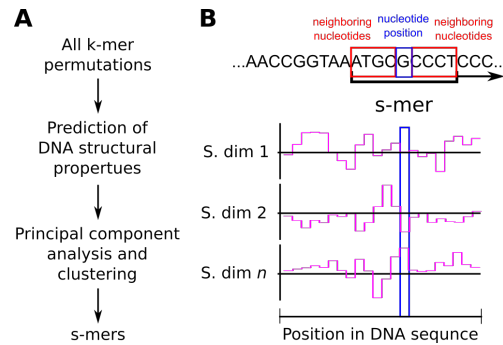 A
All k-mer
permutations
Prediction of
DNA structural
propertues
Principal component
analysis and
clustering
s-mers
B
neighboring
nucleotides
nucleotide
position
neighboring
nucleotides
...AACCGGTAAATGCGCCCTCCC...
s-mer
S. dim 1
S. dim 2
S. dim n
Position in DNA sequnce